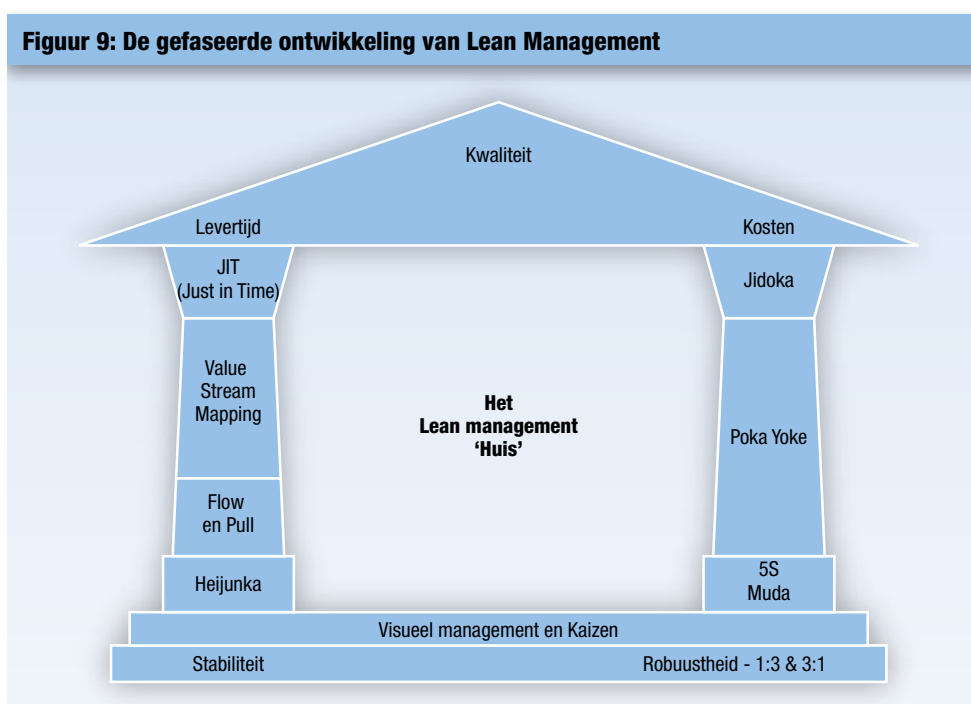 Figuur 9: De gefaseerde ontwikkeling van Lean Management
Kwaliteit
Levertijd
Kosten
JIT
(Just in Time)
Jidoka
Value
Stream
Mapping
Het
Lean management
‘Huis’
Poka Yoke
Flow
en Pull
Heijunka
5S
Muda
Visueel management en Kaizen
Stabiliteit
Robuustheid - 1:3 & 3:1